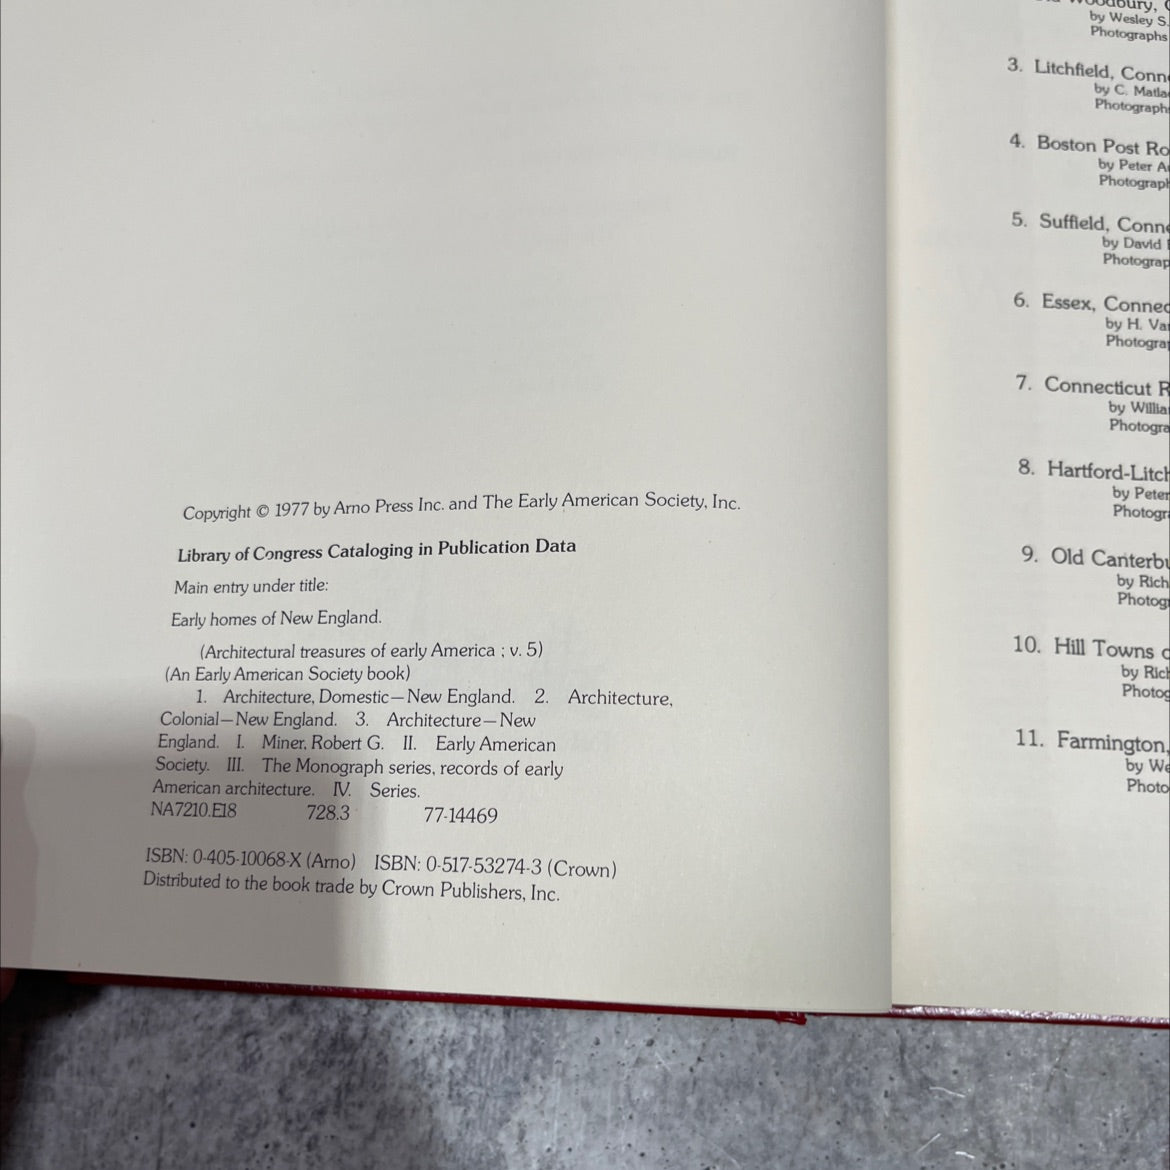 Copyright © 1977 by Arno Press Inc. and The Early American Society, Inc.
Library of Congress Cataloging in Publication Data
Main entry under title:
Early homes of New England.
(Architectural treasures of early America ; v. 5)
(An Early American Society book)
1. Architecture, Domestic—New England. 2. Architecture,
Colonial—New England. 3. Architecture—New
England. I. Miner, Robert G. II. Early American
Society. III. The Monograph series, records of early
American architecture. IV. Series.
NA7210.E18 728.3 77-14469
ISBN: 0-405-10068-X (Arno) ISBN: 0-517-53274-3 (Crown)
Distributed to the book trade by Crown Publishers, Inc.
Woodbury,
by Wesley S.
Photographs
3. Litchfield, Conn
by C. Matla
Photograph
4. Boston Post Ro
by Peter A
Photograph
5. Suffield, Conn
by David
Photograp
6. Essex, Connec
by H. Va
Photogra
7. Connecticut R
by Willia
Photogra
8. Hartford-Litch
by Peter
Photogr
9. Old Canterbu
by Rich
Photog
10. Hill Towns
by Rich
Photog
11. Farmington,
by We
Photo